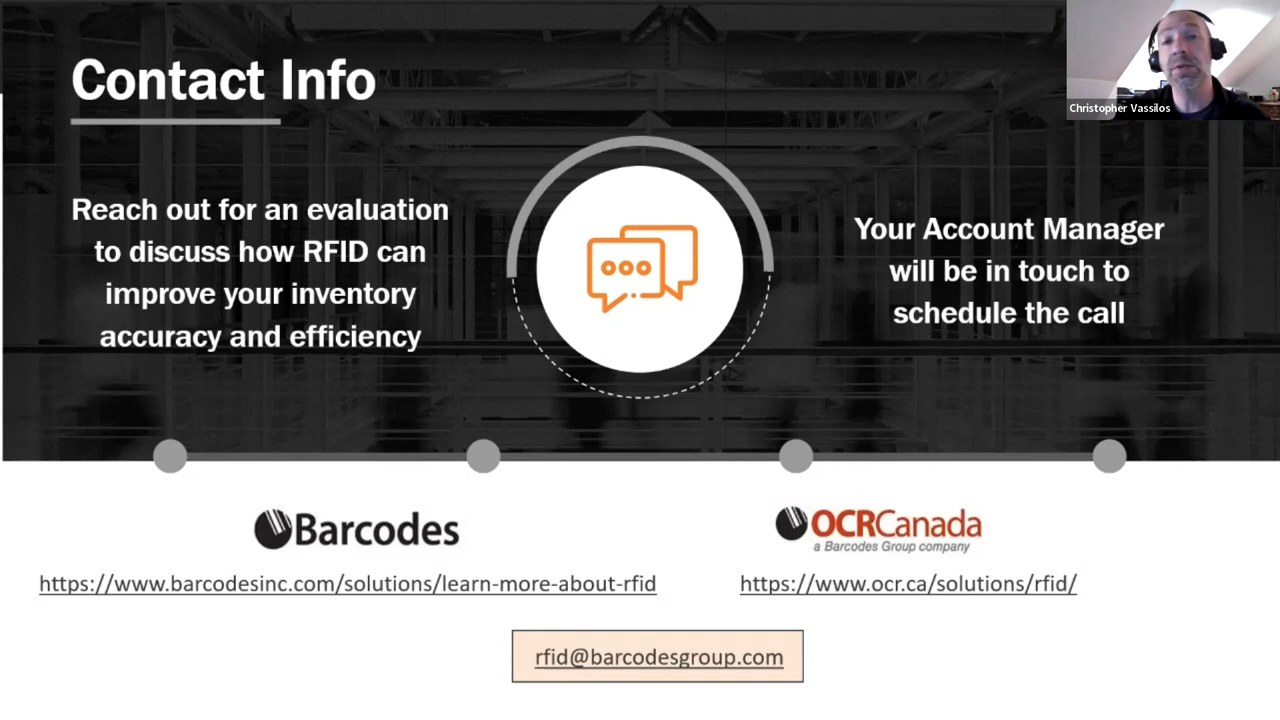 Contact Info
Christopher Vassilos
Reach out for an evaluation
to discuss how RFID can
improve your inventory
accuracy and efficiency
Your Account Manager
will be in touch to
schedule the call
Barcodes
https://www.barcodesinc.com/solutions/learn-more-about-rfid
OCRCanada
a Barcodes Group company
https://www.ocr.ca/solutions/rfid/
rfid@barcodesgroup.com